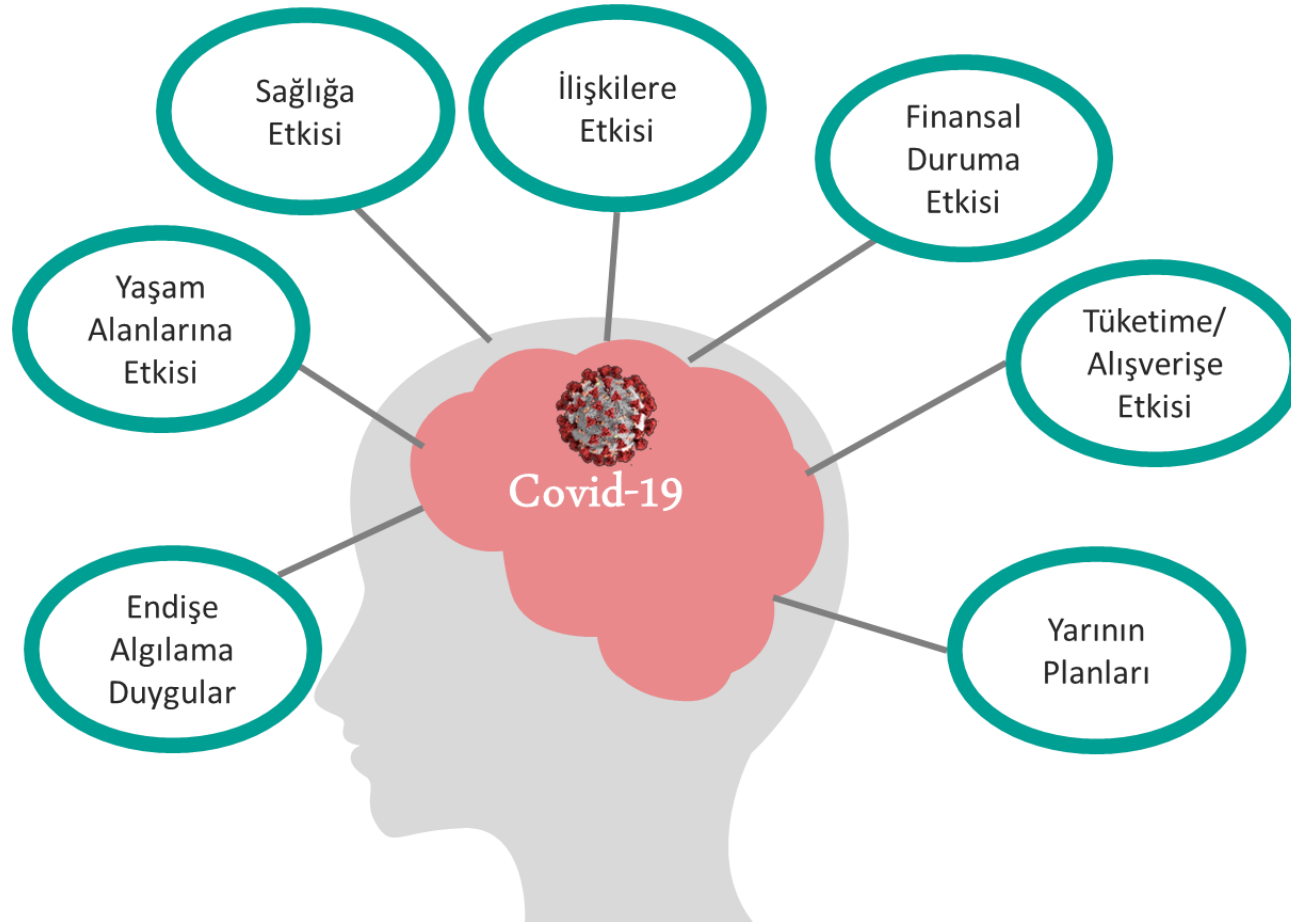 Sağlığa
Etkisi
İlişkilere
Etkisi
Finansal
Duruma
Etkisi
Yaşam
Alanlarına
Etkisi
Tüketime/
Alışverişe
Etkisi
Covid-19
Endişe
Algılama
Duygular
Yarının
Planları